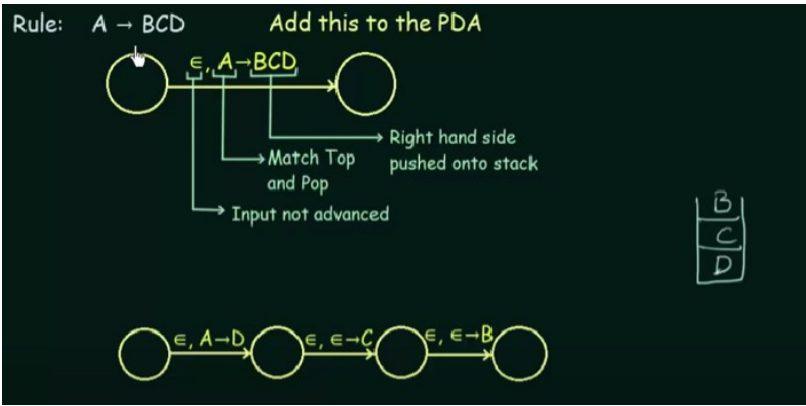 Rule: A → BCD Add this to the PDA
∈, A→BCD
Right hand side
pushed onto stack
Match Top
and Pop
Input not advanced
B
C
D
∈, A→D ∈, ∈→C ∈, ∈→B